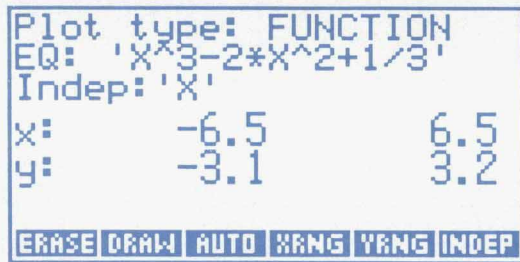 Plot type: FUNCTION
EQ: 'X^3-2*X^2+1/3'
Indep:'X'
x: -6.5 6.5
y: -3.1 3.2
ERASE DRAW AUTO XRNG YRNG INDEP